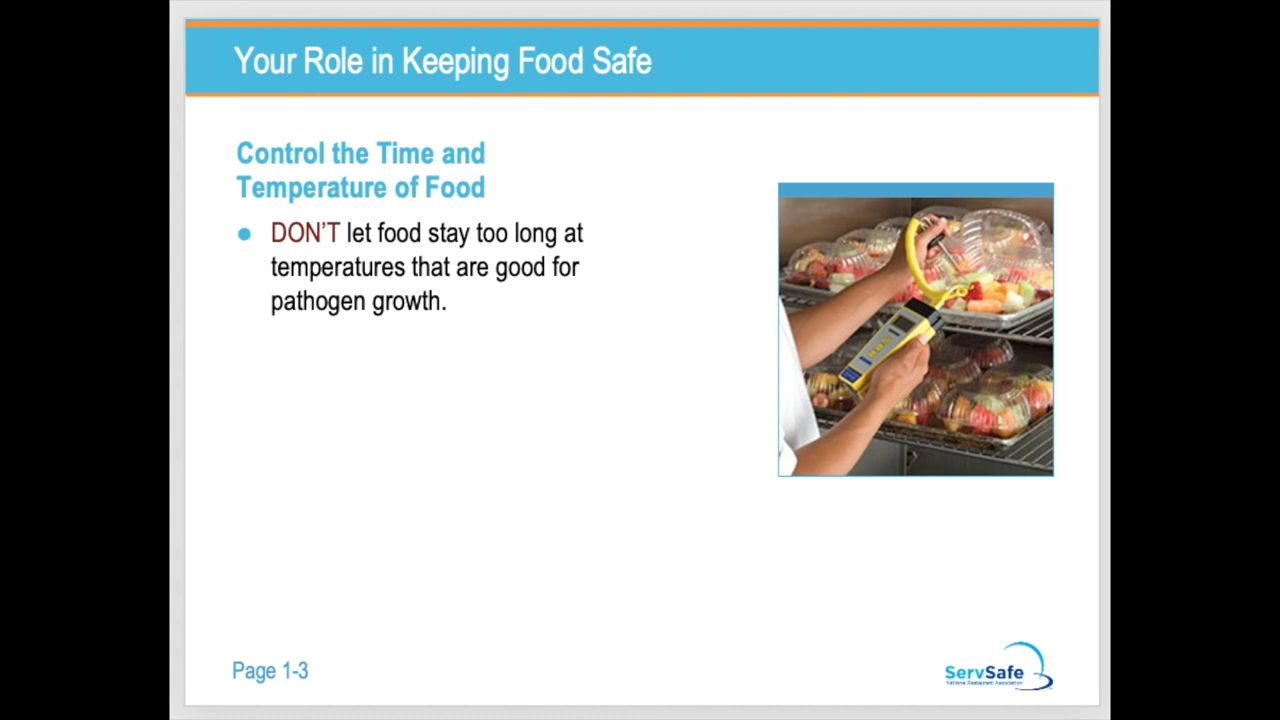 Your Role in Keeping Food Safe
Control the Time and
Temperature of Food
DON'T let food stay too long at
temperatures that are good for
pathogen growth.
Page 1-3
ServSafe
National Restaurant Association